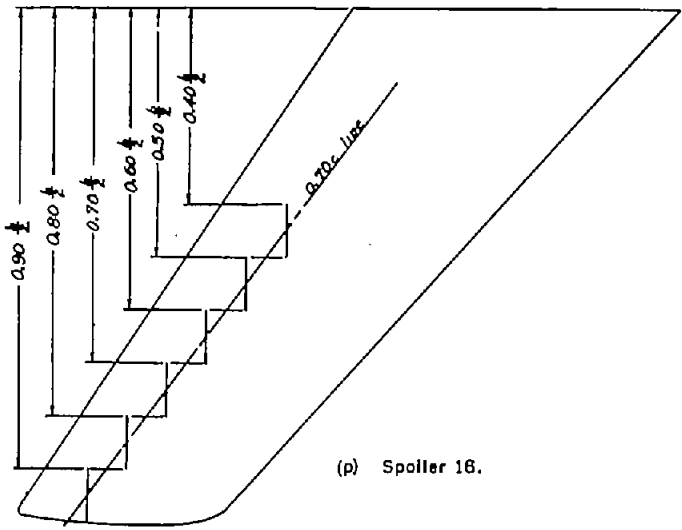 0.90 b/2
0.80 b/2
0.70 b/2
0.60 b/2
0.50 b/2
0.40 b/2
0.70c line
(p) Spoiler 16.